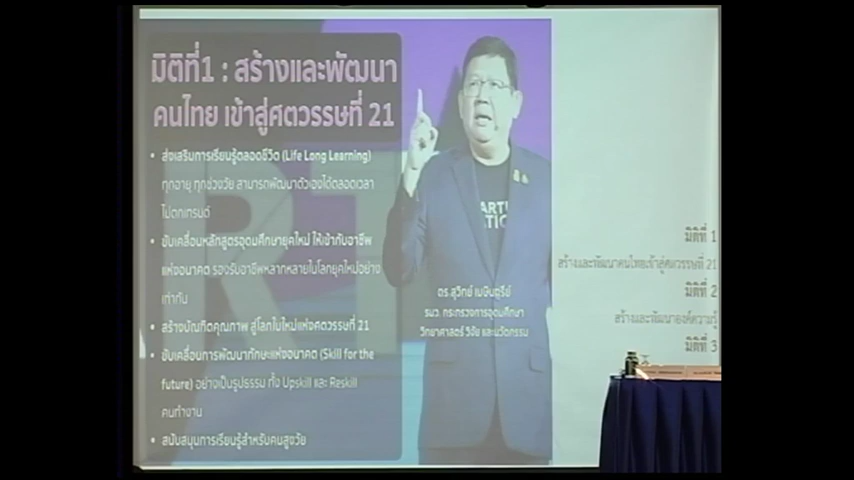 มิติที่1 : สร้างและพัฒนา
คนไทย เข้าสู่ศตวรรษที่ 21
• ส่งเสริมการเรียนรู้ตลอดชีวิต (Life Long Learning)
ทุกอายุ ทุกช่วงวัย สามารถพัฒนาตัวเองได้ตลอดเวลา
ไม่ตกเทรนด์
• ขับเคลื่อนหลักสูตรอุดมศึกษายุคใหม่ ให้เข้ากับอาชีพ
แห่งอนาคต รองรับอาชีพหลากหลายในโลกยุคใหม่อย่าง
เท่าทัน
• สร้างบัณฑิตคุณภาพ สู่โลกใบใหม่แห่งศตวรรษที่ 21
• ขับเคลื่อนการพัฒนาทักษะแห่งอนาคต (Skill for the
future) อย่างเป็นรูปธรรม ทั้ง Upskill และ Reskill
คนทำงาน
• สนับสนุนการเรียนรู้สำหรับคนสูงวัย
ดร.สุวิทย์ เมษินทรีย์
รมว. กระทรวงการอุดมศึกษา
วิทยาศาสตร์ วิจัย และนวัตกรรม
มิติที่ 1
สร้างและพัฒนาคนไทยเข้าสู่ศตวรรษที่ 21
มิติที่ 2
สร้างและพัฒนาองค์ความรู้
มิติที่ 3